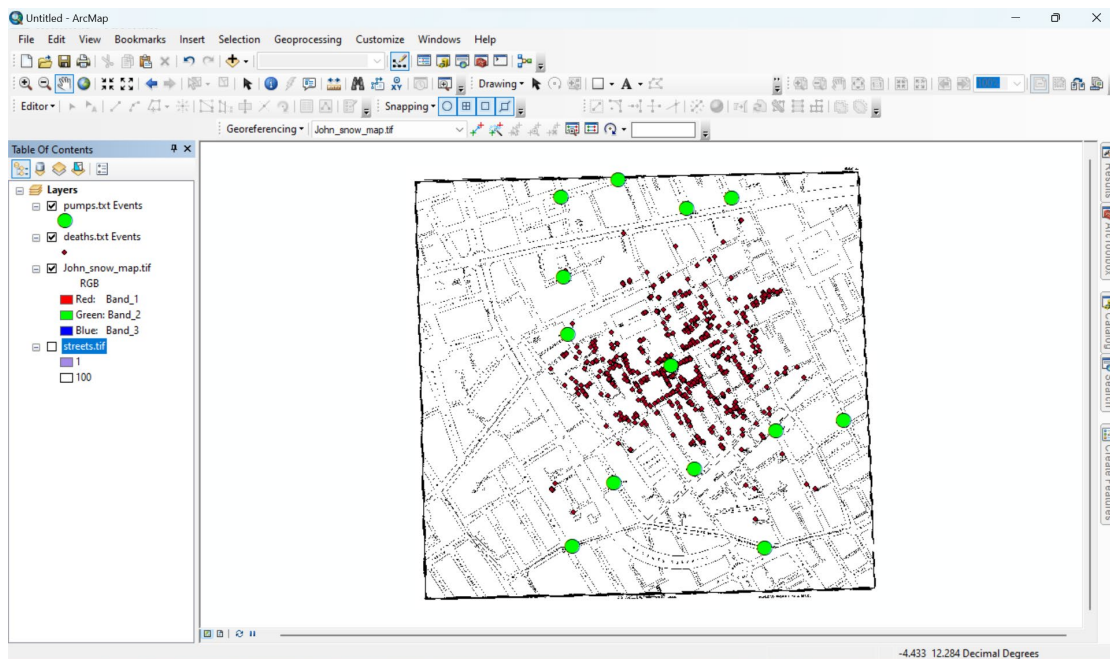 Untitled - ArcMap
File Edit View Bookmarks Insert Selection Geoprocessing Customize Windows Help
Drawing
Editor Snapping
Georeferencing John_snow_map.tif
Table Of Contents
Layers
pumps.txt Events
deaths.txt Events
John_snow_map.tif
RGB
Red: Band_1
Green: Band_2
Blue: Band_3
streets.tif
1
100
Results
Catalog
Search
Create Features
-4.433 12.284 Decimal Degrees